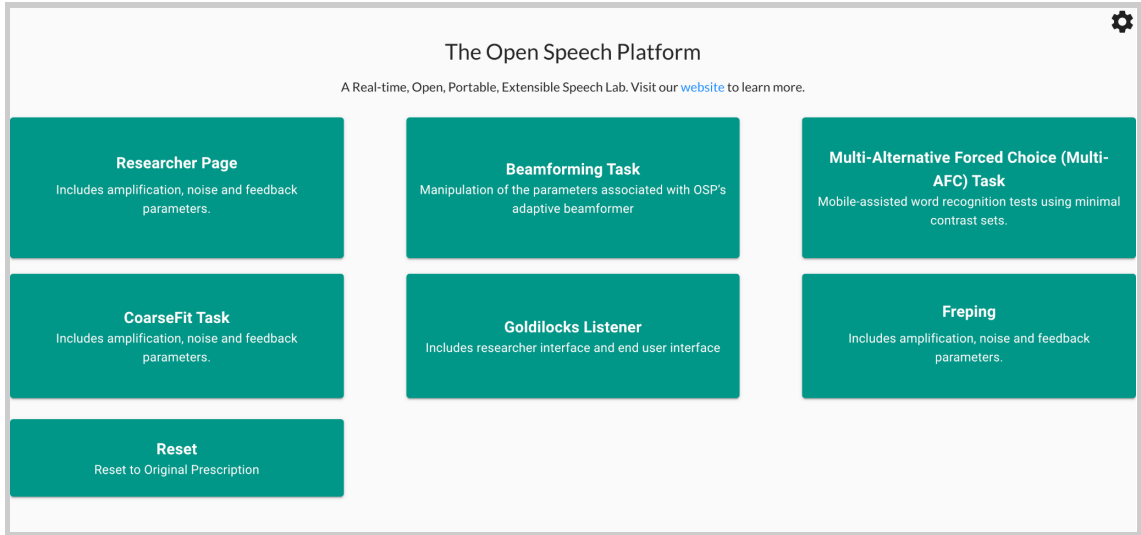 The Open Speech Platform
A Real-time, Open, Portable, Extensible Speech Lab. Visit our website to learn more.
Researcher Page
Includes amplification, noise and feedback
parameters.
Beamforming Task
Manipulation of the parameters associated with OSP's
adaptive beamformer
Multi-Alternative Forced Choice (Multi-
AFC) Task
Mobile-assisted word recognition tests using minimal
contrast sets.
CoarseFit Task
Includes amplification, noise and feedback
parameters.
Goldilocks Listener
Includes researcher interface and end user interface
Freping
Includes amplification, noise and feedback
parameters.
Reset
Reset to Original Prescription